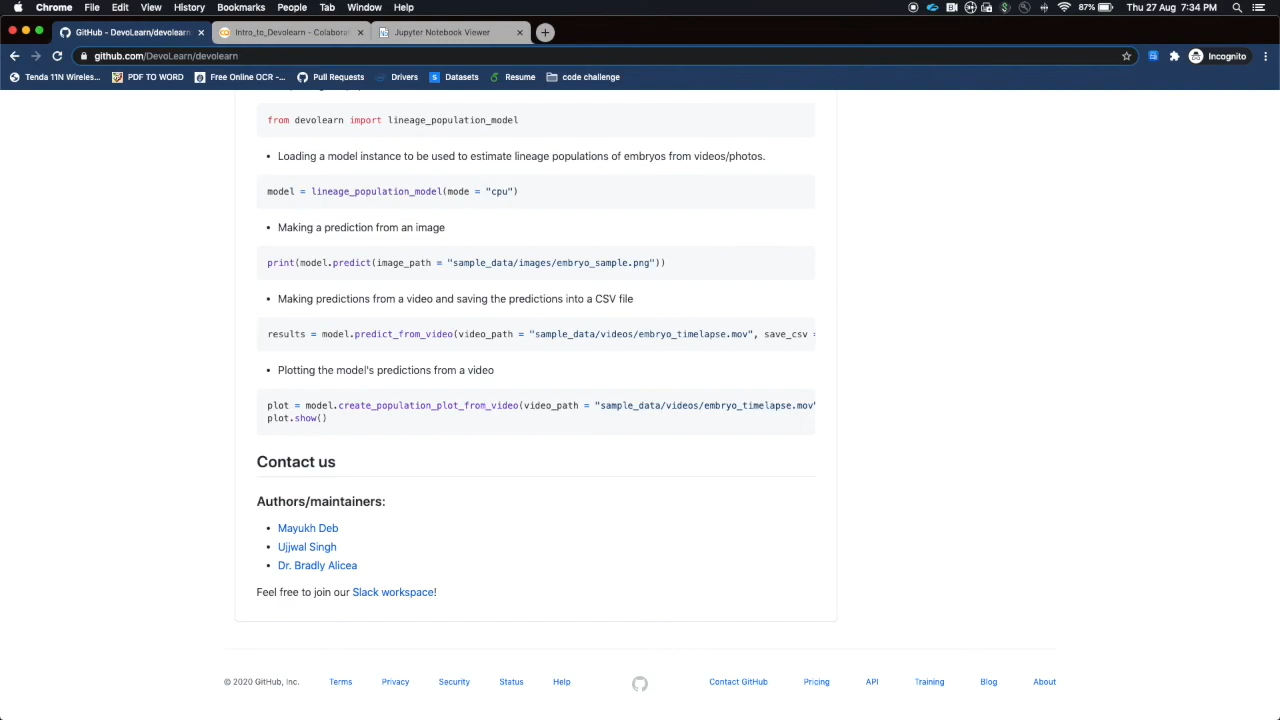 Chrome File Edit View History Bookmarks People Tab Window Help 87% Thu 27 Aug 7:34 PM
GitHub - DevoLearn/devolearn: Intro_to_Devolearn - Colaborat Jupyter Notebook Viewer
github.com/DevoLearn/devolearn Incognito
Tenda 11N Wireles... PDF TO WORD Free Online OCR -... Pull Requests Drivers Datasets Resume code challenge
from devolearn import lineage_population_model
• Loading a model instance to be used to estimate lineage populations of embryos from videos/photos.
model = lineage_population_model(mode = "cpu")
• Making a prediction from an image
print(model.predict(image_path = "sample_data/images/embryo_sample.png"))
• Making predictions from a video and saving the predictions into a CSV file
results = model.predict_from_video(video_path = "sample_data/videos/embryo_timelapse.mov", save_csv =
• Plotting the model's predictions from a video
plot = model.create_population_plot_from_video(video_path = "sample_data/videos/embryo_timelapse.mov"
plot.show()
Contact us
Authors/maintainers:
• Mayukh Deb
• Ujjwal Singh
• Dr. Bradly Alicea
Feel free to join our Slack workspace!
© 2020 GitHub, Inc. Terms Privacy Security Status Help Contact GitHub Pricing API Training Blog About